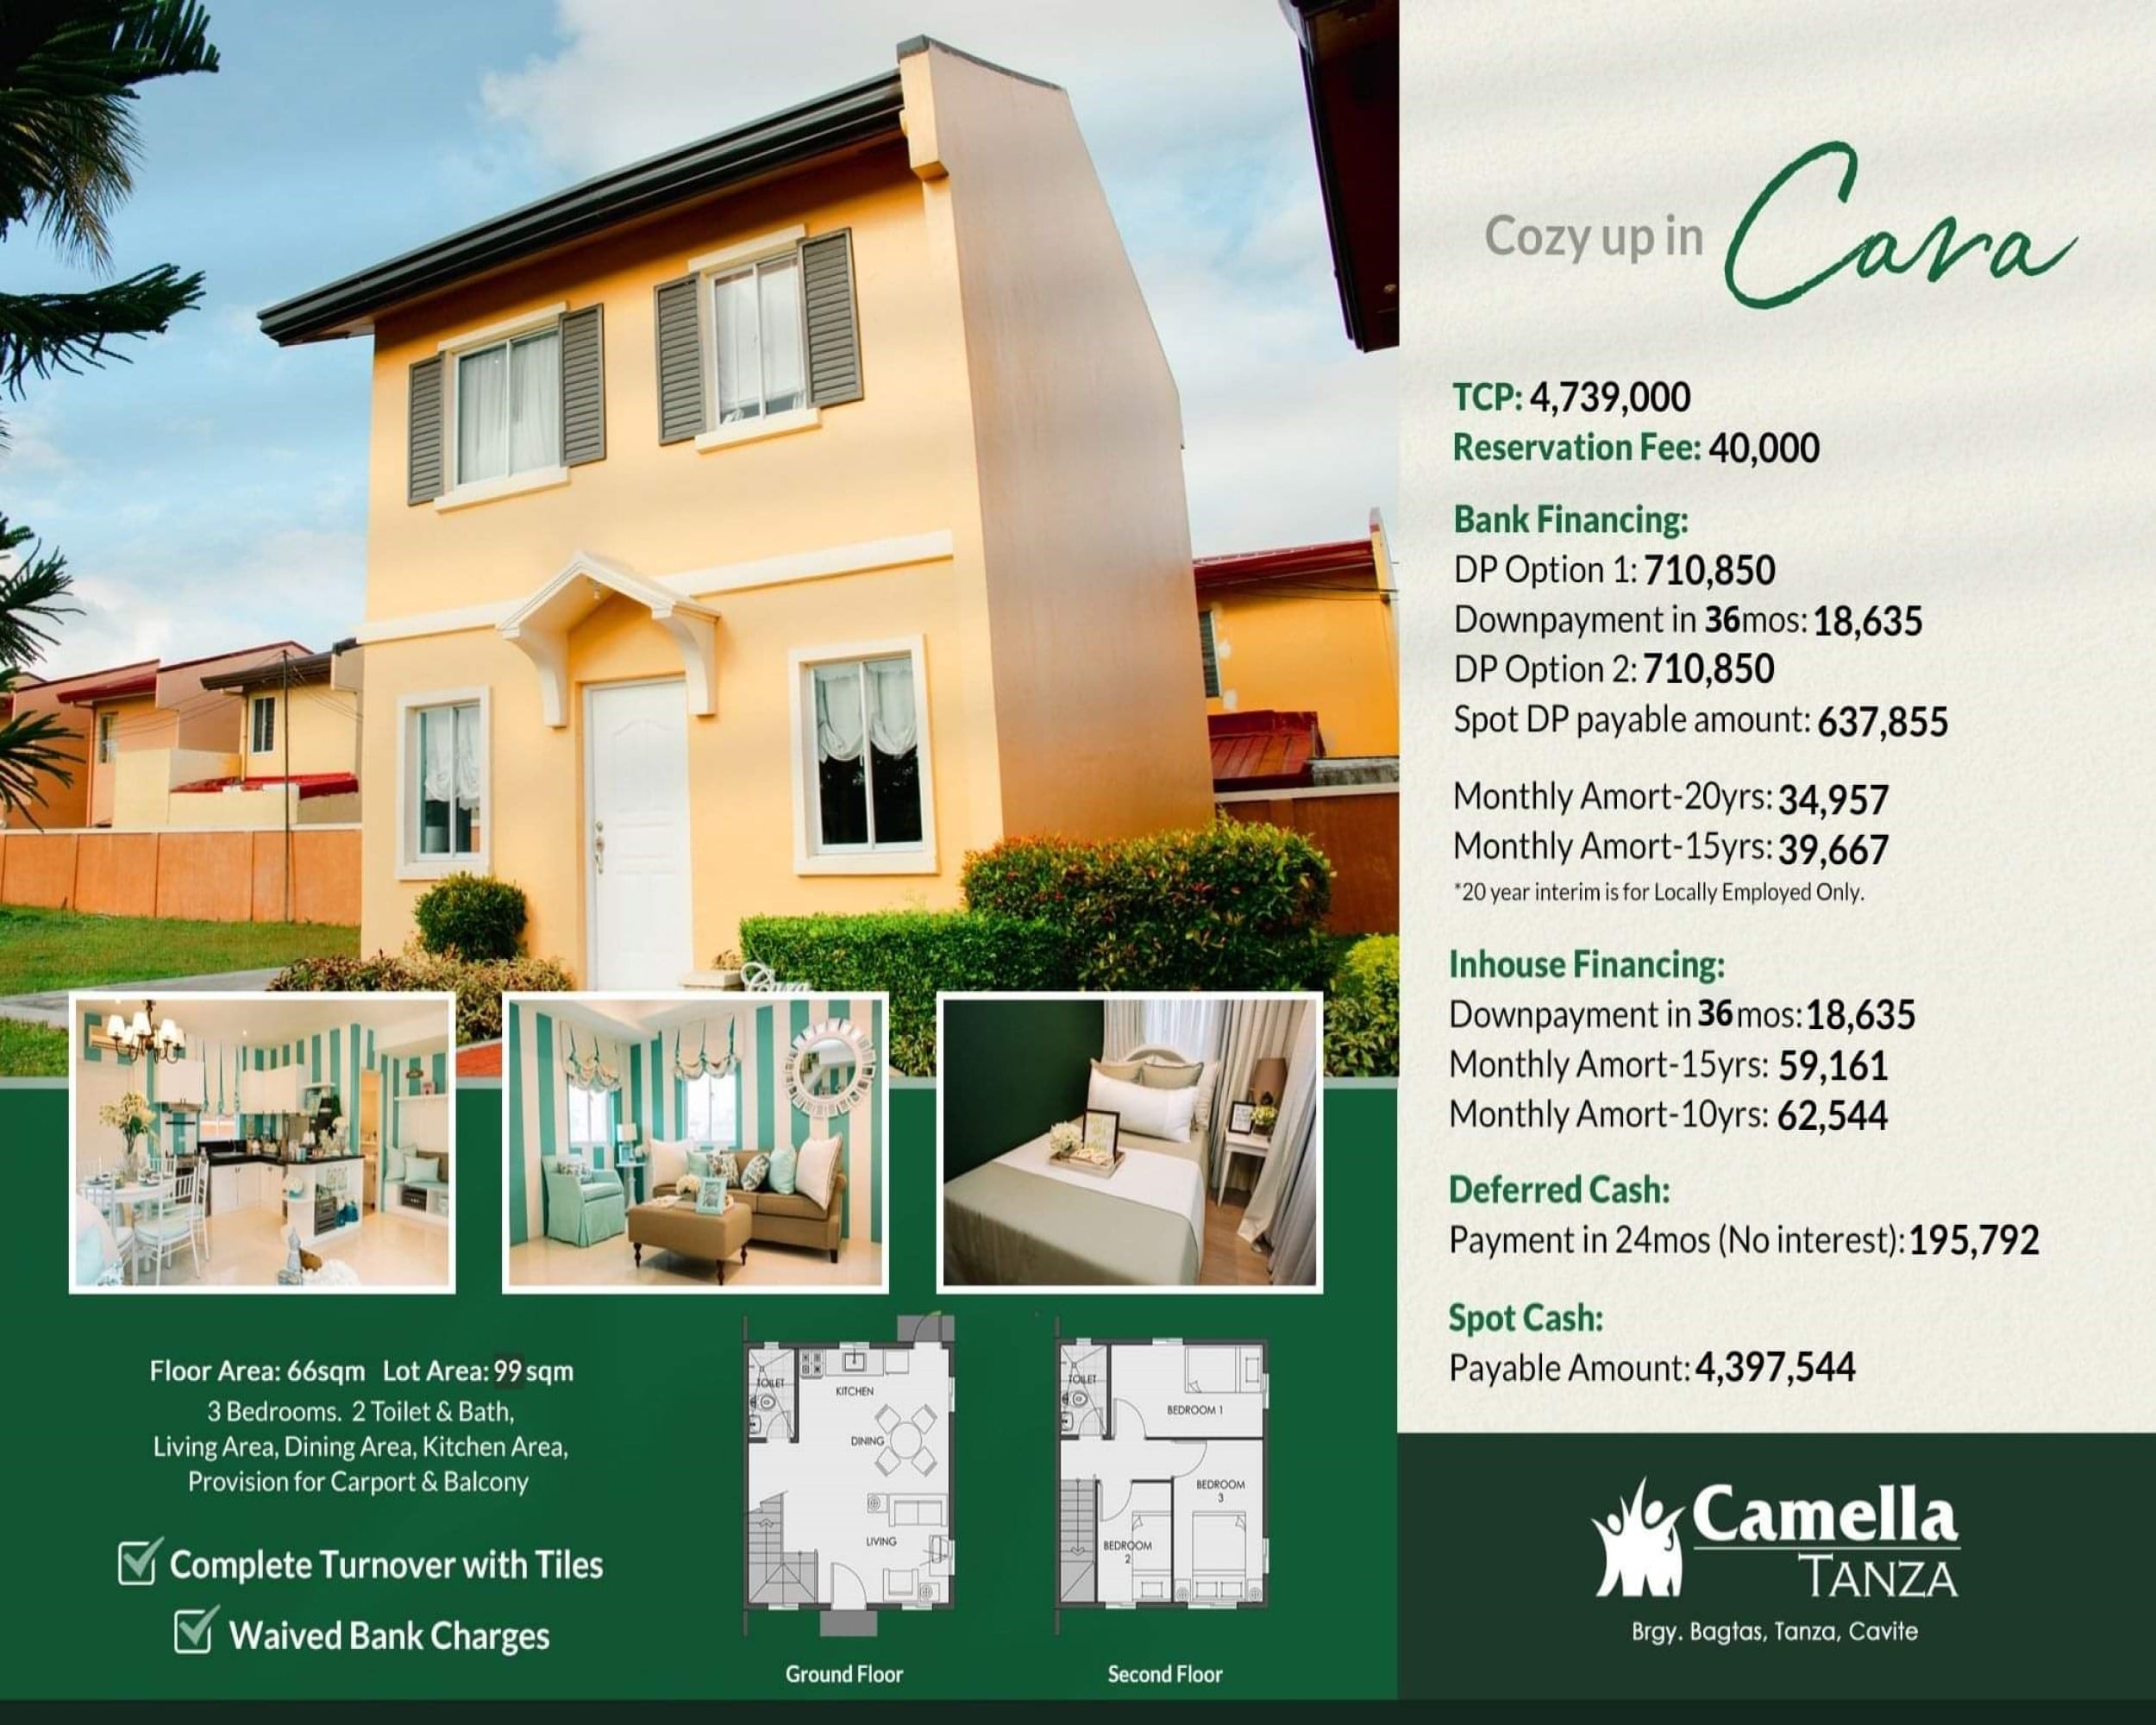 Cozy up in Cara
TCP: 4,739,000
Reservation Fee: 40,000
Bank Financing:
DP Option 1: 710,850
Downpayment in 36mos: 18,635
DP Option 2: 710,850
Spot DP payable amount: 637,855
Monthly Amort-20yrs: 34,957
Monthly Amort-15yrs: 39,667
*20 year interim is for Locally Employed Only.
Inhouse Financing:
Downpayment in 36mos: 18,635
Monthly Amort-15yrs: 59,161
Monthly Amort-10yrs: 62,544
Deferred Cash:
Payment in 24mos (No interest): 195,792
Spot Cash:
Payable Amount: 4,397,544
Camella
TANZA
Brgy. Bagtas, Tanza, Cavite
Floor Area: 66sqm Lot Area: 99 sqm
3 Bedrooms. 2 Toilet & Bath,
Living Area, Dining Area, Kitchen Area,
Provision for Carport & Balcony
Complete Turnover with Tiles
Waived Bank Charges
TOILET
KITCHEN
DINING
LIVING
Ground Floor
TOILET
BEDROOM 1
BEDROOM
3
BEDROOM
2
Second Floor